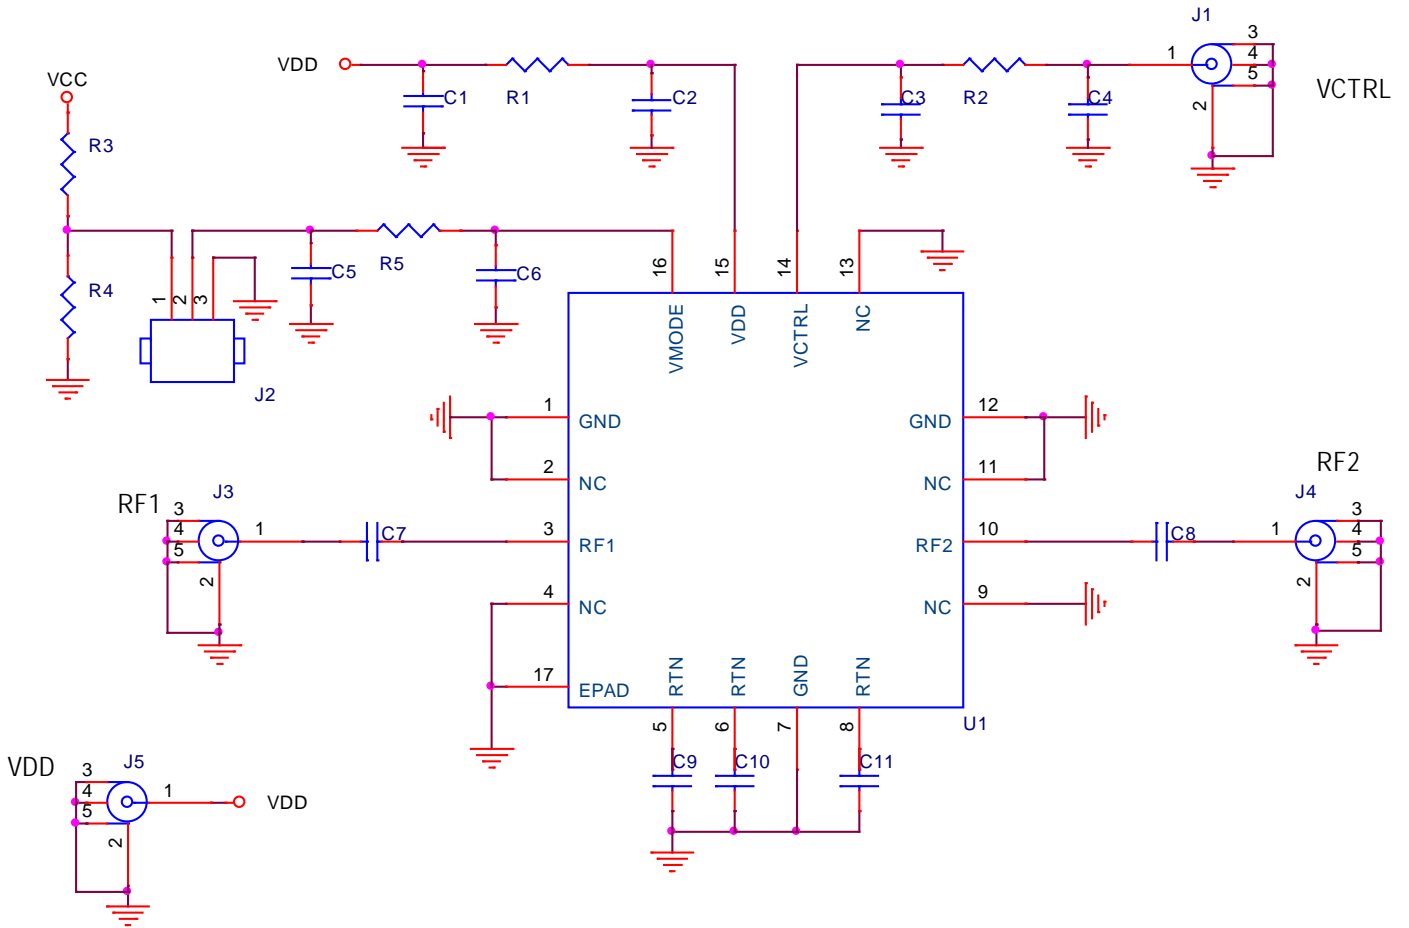 J1
3
1
4
5
2
VCTRL
VDD
R1
C1
C2
C3
R2
C4
VCC
R3
R4
1
2
3
J2
C5
R5
C6
16
15
14
13
VMODE
VDD
VCTRL
NC
1
GND
2
NC
3
RF1
4
NC
17
EPAD
12
GND
11
NC
10
RF2
9
NC
RTN
RTN
GND
RTN
5
6
7
8
U1
RF1
J3
3
4
5
1
2
C7
C8
RF2
J4
1
3
4
5
2
C9
C10
C11
VDD
J5
3
4
5
1
2
VDD